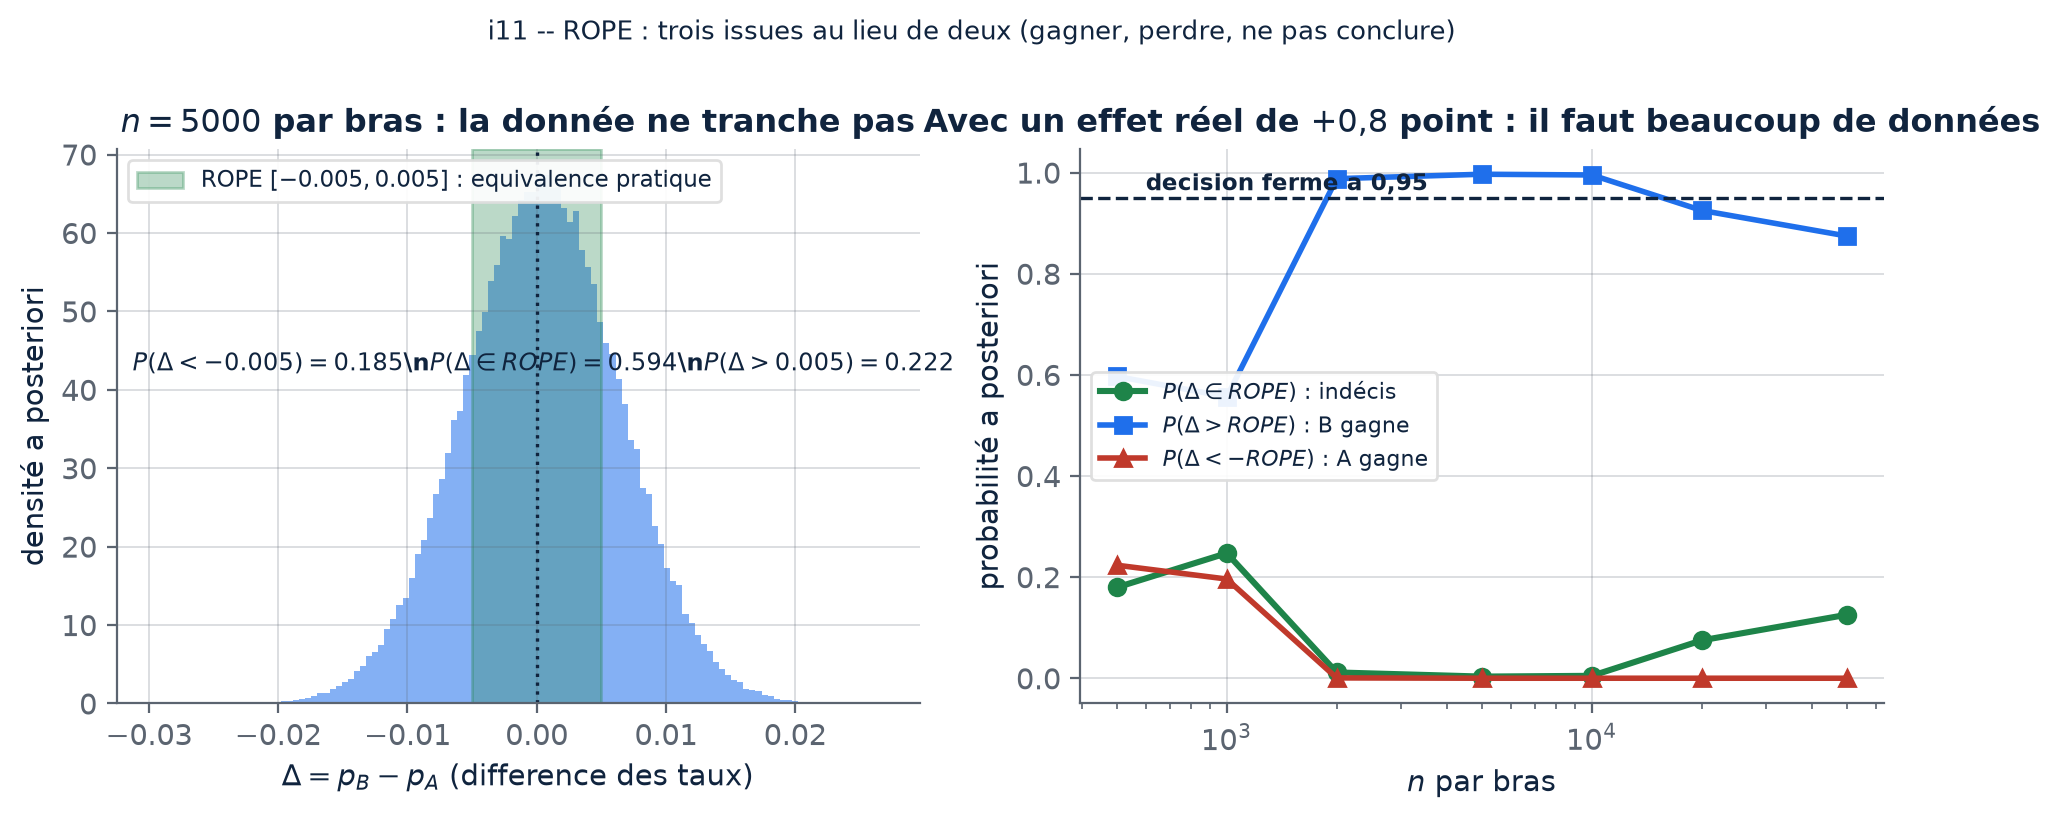 i11 -- ROPE : trois issues au lieu de deux (gagner, perdre, ne pas conclure)
n = 5000 par bras : la donnée ne tranche pas
70
60
50
40
30
20
10
0
densité a posteriori
ROPE [−0.005, 0.005] : equivalence pratique
P(Δ < −0.005) = 0.185\nP(Δ ∈ ROPE) = 0.594\nP(Δ > 0.005) = 0.222
−0.03 −0.02 −0.01 0.00 0.01 0.02
Δ = p_B − p_A (difference des taux)
Avec un effet réel de +0,8 point : il faut beaucoup de données
1.0
0.8
0.6
0.4
0.2
0.0
probabilité a posteriori
decision ferme a 0,95
P(Δ ∈ ROPE) : indécis
P(Δ > ROPE) : B gagne
P(Δ < −ROPE) : A gagne
10³ 10⁴
n par bras